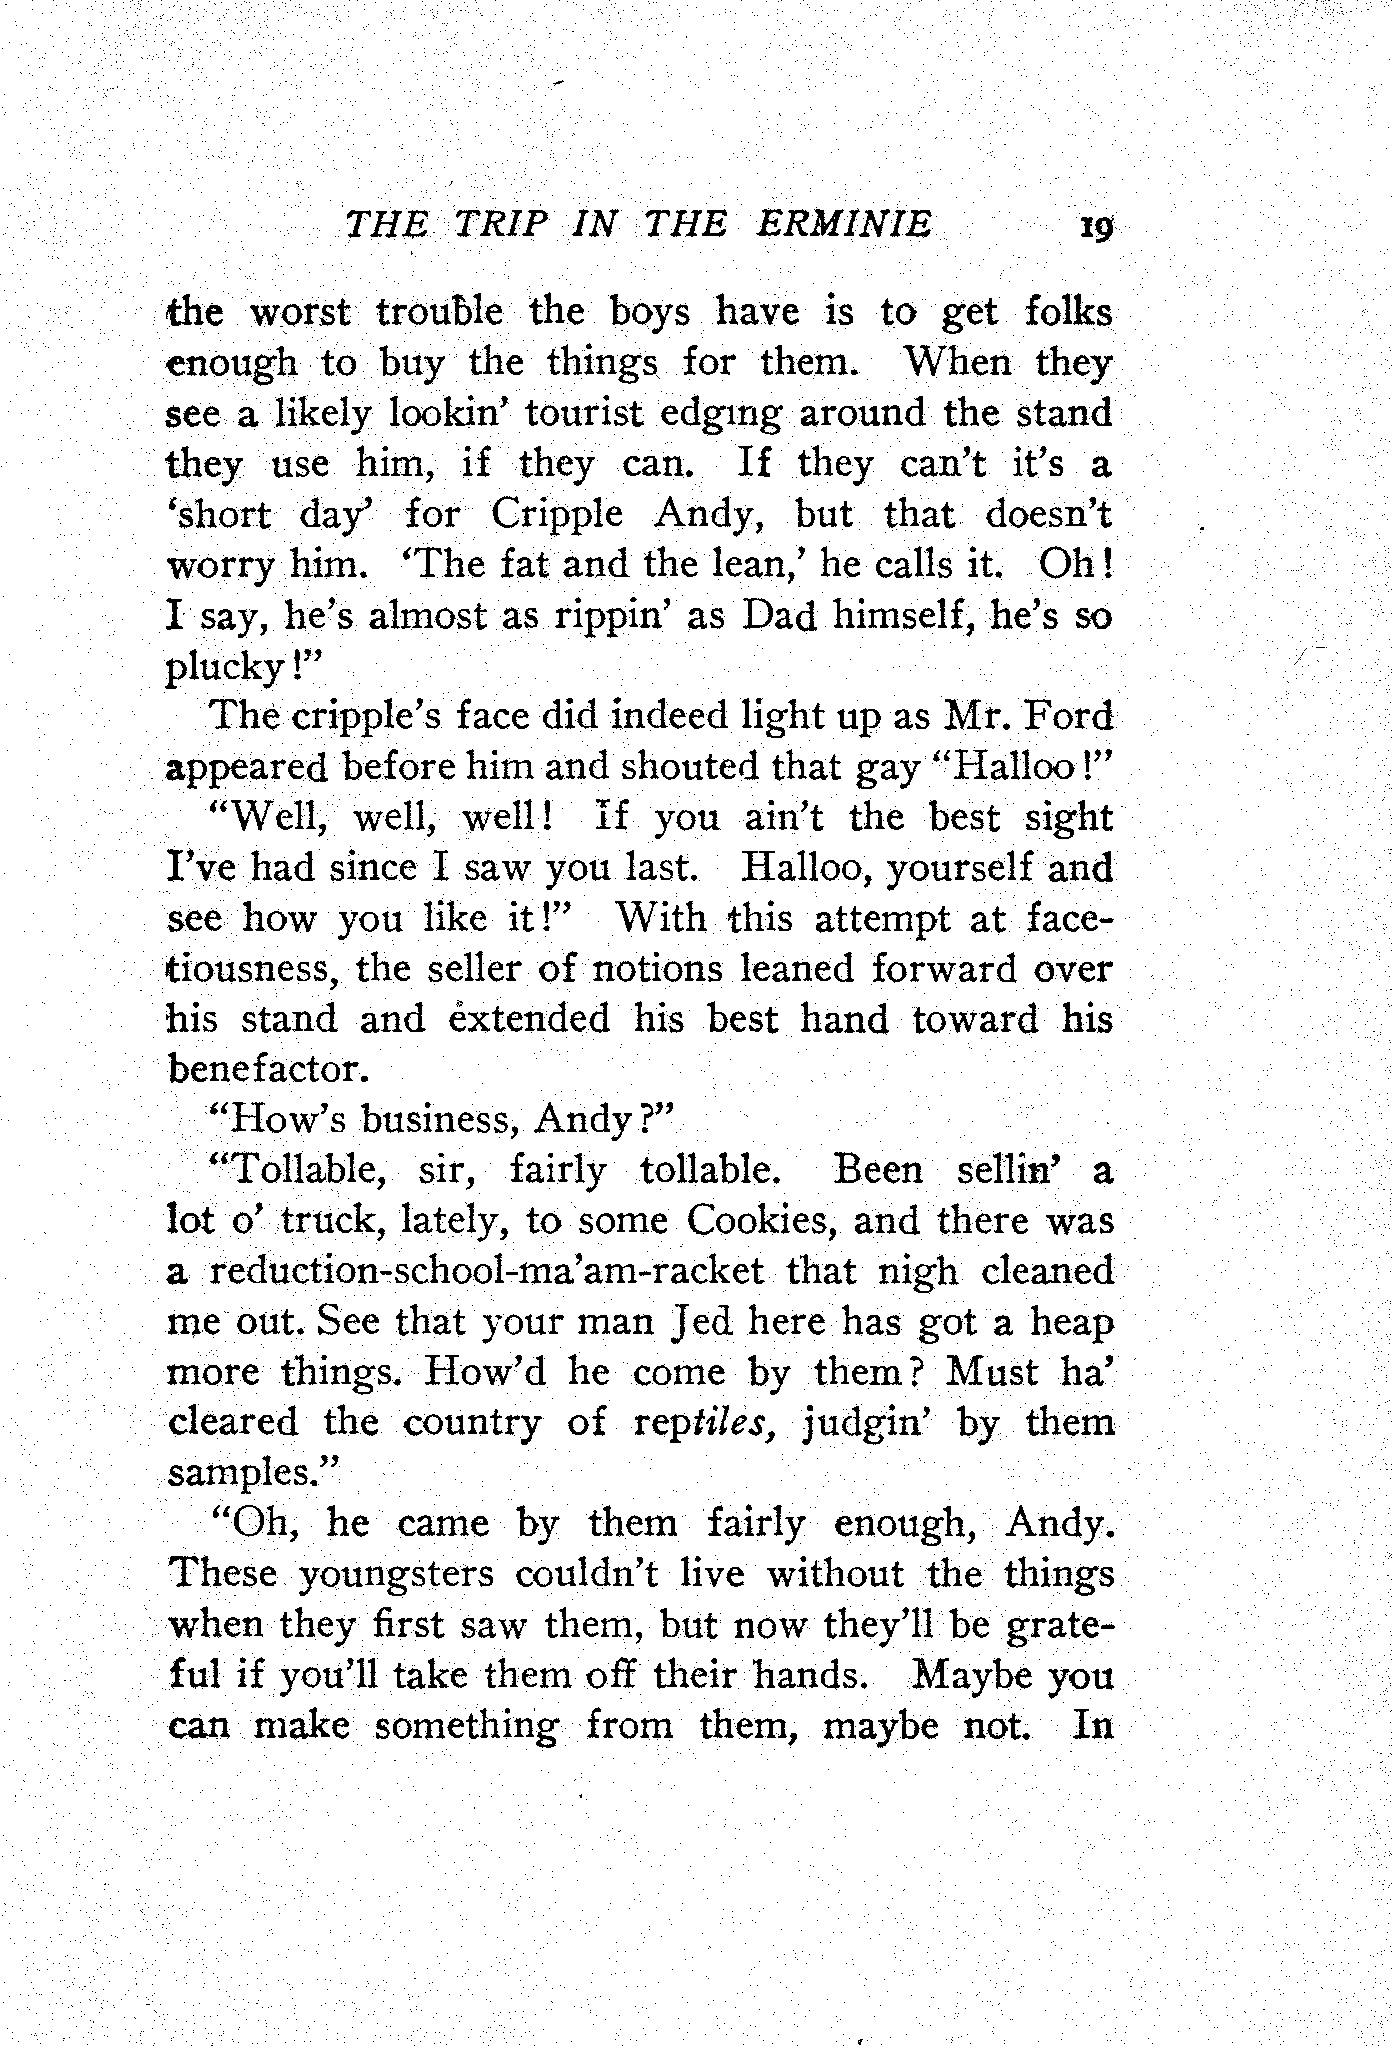 THE TRIP IN THE ERMINIE 19
the worst trouble the boys have is to get folks
enough to buy the things for them. When they
see a likely lookin' tourist edging around the stand
they use him, if they can. If they can't it's a
'short day' for Cripple Andy, but that doesn't
worry him. 'The fat and the lean,' he calls it. Oh!
I say, he's almost as rippin' as Dad himself, he's so
plucky!"
The cripple's face did indeed light up as Mr. Ford
appeared before him and shouted that gay "Halloo!"
"Well, well, well! If you ain't the best sight
I've had since I saw you last. Halloo, yourself and
see how you like it!" With this attempt at face-
tiousness, the seller of notions leaned forward over
his stand and extended his best hand toward his
benefactor.
"How's business, Andy?"
"Tollable, sir, fairly tollable. Been sellin' a
lot o' truck, lately, to some Cookies, and there was
a reduction-school-ma'am-racket that nigh cleaned
me out. See that your man Jed here has got a heap
more things. How'd he come by them? Must ha'
cleared the country of reptiles, judgin' by them
samples."
"Oh, he came by them fairly enough, Andy.
These youngsters couldn't live without the things
when they first saw them, but now they'll be grate-
ful if you'll take them off their hands. Maybe you
can make something from them, maybe not. In